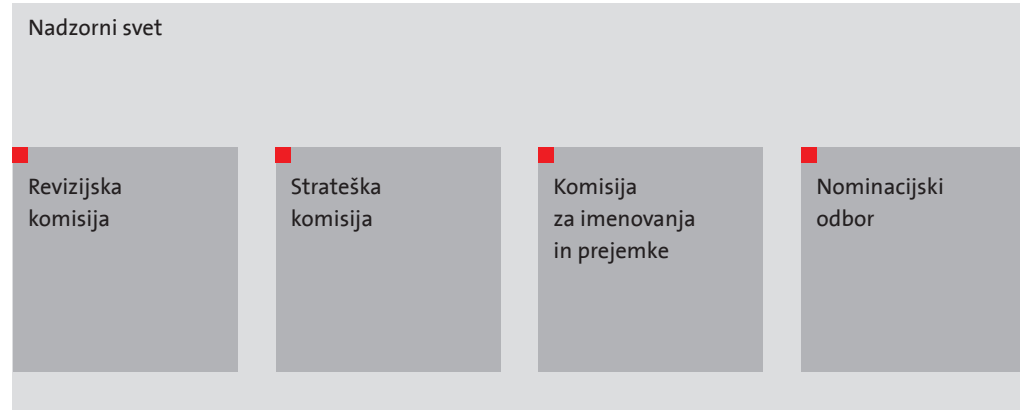 Nadzorni svet
Revizijska
komisija
Strateška
komisija
Komisija
za imenovanja
in prejemke
Nominacijski
odbor